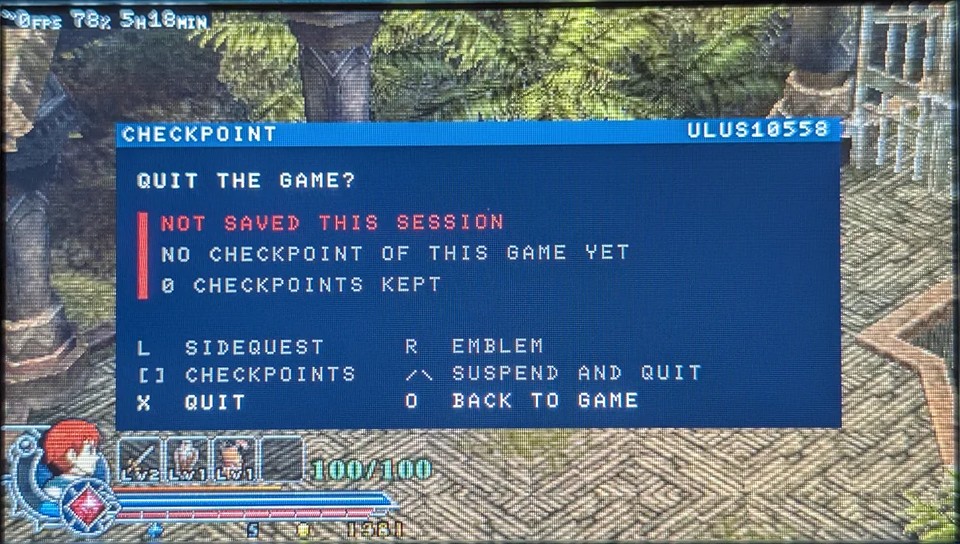 0FPS 78% 5H18MIN
CHECKPOINT ULUS10558
QUIT THE GAME?
NOT SAVED THIS SESSION
NO CHECKPOINT OF THIS GAME YET
0 CHECKPOINTS KEPT
L SIDEQUEST R EMBLEM
[] CHECKPOINTS /\ SUSPEND AND QUIT
X QUIT O BACK TO GAME
Lv2 Lv1 Lv1 100/100
S 1381